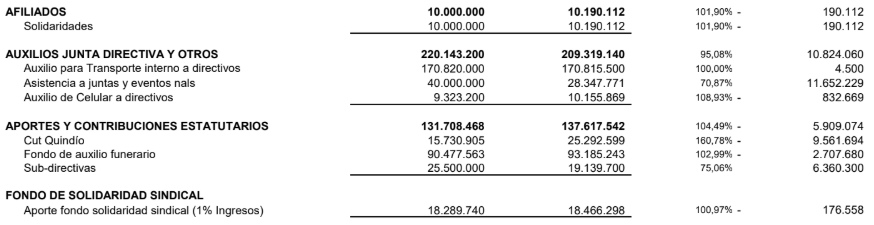 AFILIADOS 10.000.000 10.190.112 101,90% - 190.112
Solidaridades 10.000.000 10.190.112 101,90% - 190.112
AUXILIOS JUNTA DIRECTIVA Y OTROS 220.143.200 209.319.140 95,08% 10.824.060
Auxilio para Transporte interno a directivos 170.820.000 170.815.500 100,00% 4.500
Asistencia a juntas y eventos nals 40.000.000 28.347.771 70,87% 11.652.229
Auxilio de Celular a directivos 9.323.200 10.155.869 108,93% - 832.669
APORTES Y CONTRIBUCIONES ESTATUTARIOS 131.708.468 137.617.542 104,49% - 5.909.074
Cut Quindío 15.730.905 25.292.599 160,78% - 9.561.694
Fondo de auxilio funerario 90.477.563 93.185.243 102,99% - 2.707.680
Sub-directivas 25.500.000 19.139.700 75,06% 6.360.300
FONDO DE SOLIDARIDAD SINDICAL
Aporte fondo solidaridad sindical (1% Ingresos) 18.289.740 18.466.298 100,97% - 176.558